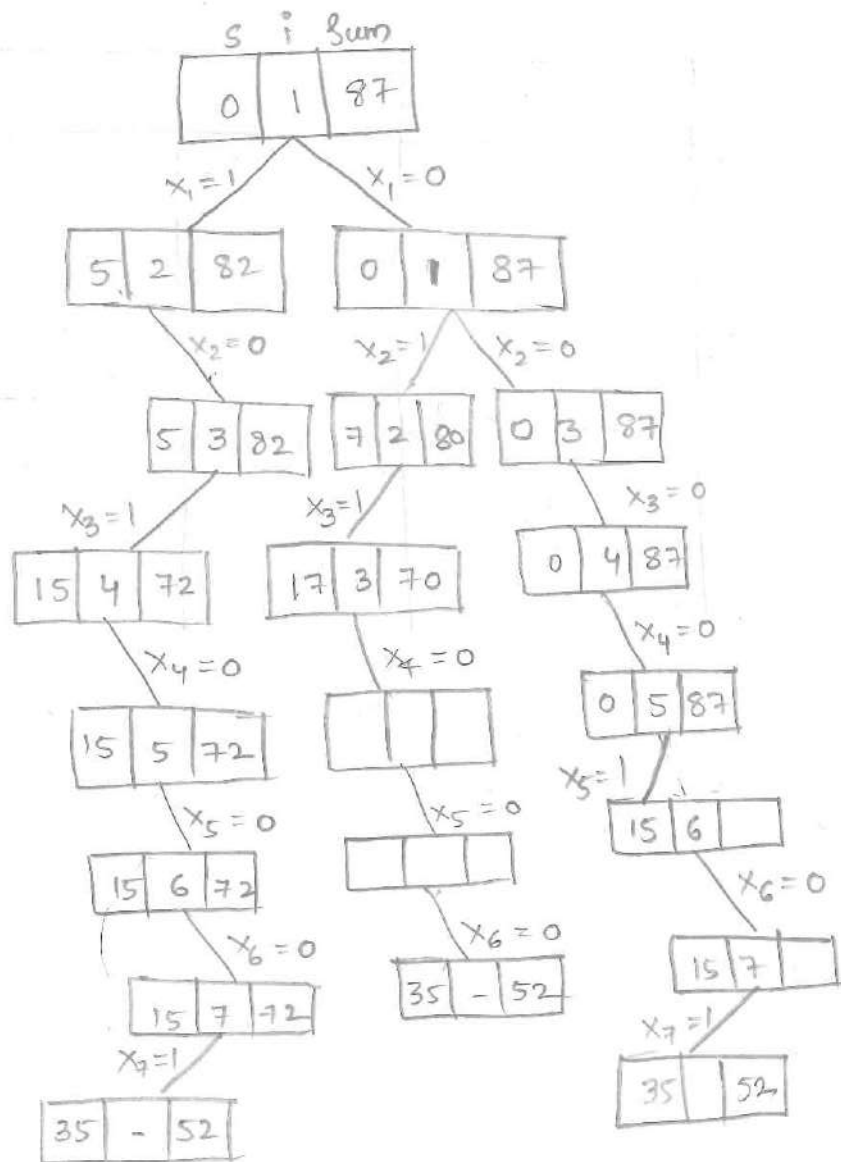 s i Sum
0 1 87
x₁=1 x₁=0
5 2 82 0 1 87
x₂=0 x₂=1 x₂=0
5 3 82 7 2 80 0 3 87
x₃=1 x₃=1 x₃=0
15 4 72 17 3 70 0 4 87
x₄=0 x₄=0 x₄=0
15 5 72 0 5 87
x₅=0 x₅=0 x₅=1
15 6 72 15 6
x₆=0 x₆=0 x₆=0
15 7 72 35 - 52 15 7
x₇=1 x₇=1
35 - 52 35 52